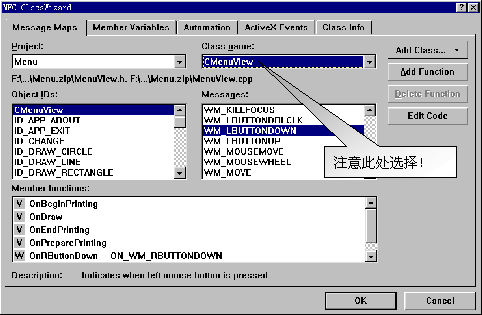 MFC ClassWizard
Message Maps Member Variables Automation ActiveX Events Class Info
Project: Class name:
Menu CMenuView
Add Class...
F:\...\Menu.zip\MenuView.h, F:\...\Menu.zip\MenuView.cpp
Add Function
Object IDs: Messages:
Delete Function
CMenuView WM_KILLFOCUS
ID_APP_ABOUT WM_LBUTTONDBLCLK
ID_APP_EXIT WM_LBUTTONDOWN
Edit Code
ID_CHANGE WM_LBUTTONUP
ID_DRAW_CIRCLE WM_MOUSEMOVE
ID_DRAW_LINE WM_MOUSEWHEEL
ID_DRAW_RECTANGLE WM_MOVE
注意此处选择！
Member functions:
V OnBeginPrinting
V OnDraw
V OnEndPrinting
V OnPreparePrinting
W OnRButtonDown ON_WM_RBUTTONDOWN
Description: Indicates when left mouse button is pressed
OK Cancel